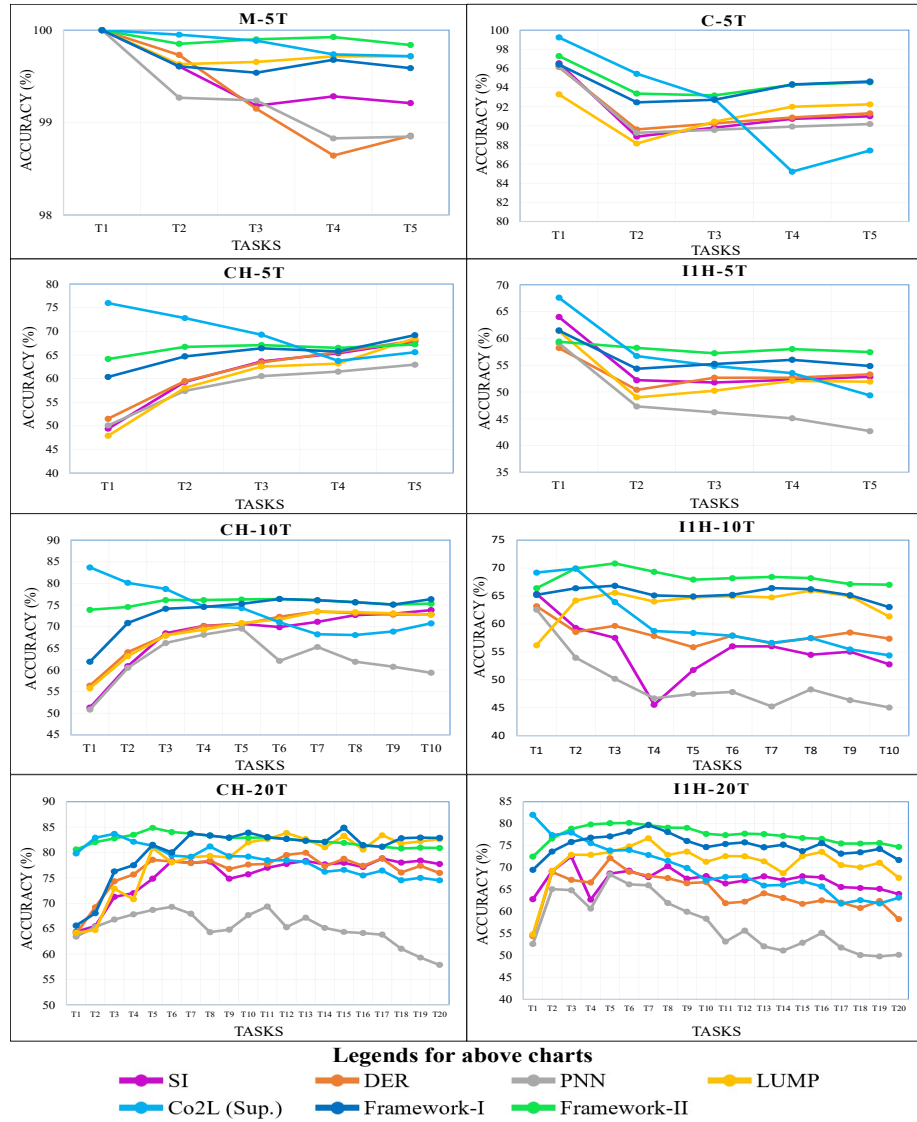 M-5T
ACCURACY (%)
100
99
98
T1 T2 T3 T4 T5
TASKS
C-5T
ACCURACY (%)
100
98
96
94
92
90
88
86
84
82
80
T1 T2 T3 T4 T5
TASKS
CH-5T
ACCURACY (%)
80
75
70
65
60
55
50
45
40
T1 T2 T3 T4 T5
TASKS
I1H-5T
ACCURACY (%)
70
65
60
55
50
45
40
35
T1 T2 T3 T4 T5
TASKS
CH-10T
ACCURACY (%)
90
85
80
75
70
65
60
55
50
45
T1 T2 T3 T4 T5 T6 T7 T8 T9 T10
TASKS
I1H-10T
ACCURACY (%)
75
70
65
60
55
50
45
40
T1 T2 T3 T4 T5 T6 T7 T8 T9 T10
TASKS
CH-20T
ACCURACY (%)
90
85
80
75
70
65
60
55
50
T1 T2 T3 T4 T5 T6 T7 T8 T9 T10 T11 T12 T13 T14 T15 T16 T17 T18 T19 T20
TASKS
I1H-20T
ACCURACY (%)
85
80
75
70
65
60
55
50
45
40
T1 T2 T3 T4 T5 T6 T7 T8 T9 T10 T11 T12 T13 T14 T15 T16 T17 T18 T19 T20
TASKS
Legends for above charts
SI DER PNN LUMP
Co2L (Sup.) Framework-I Framework-II